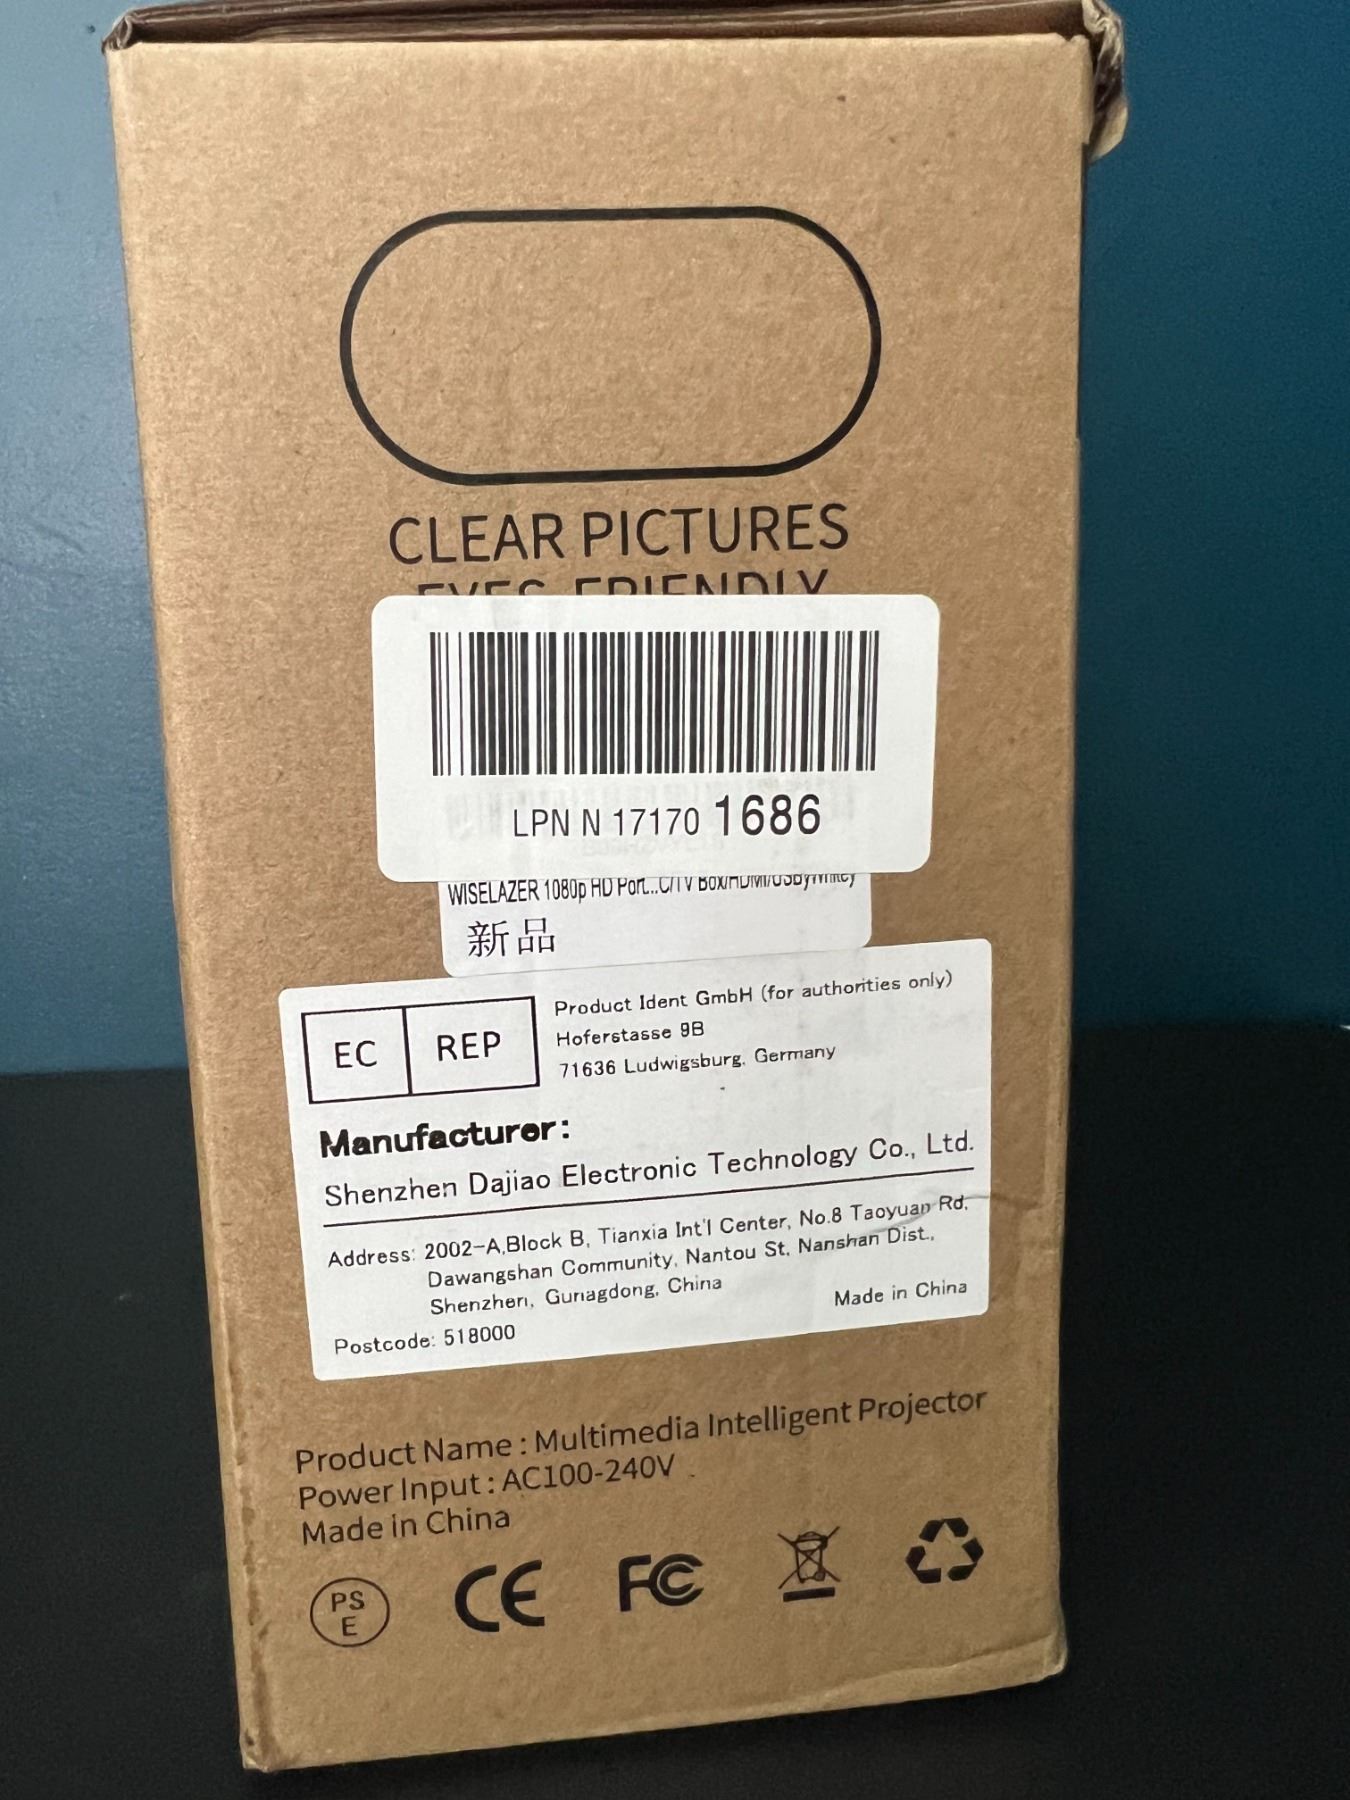 CLEAR PICTURES
EYES-FRIENDLY
LPN N 17170 1686
WISELAZER 1080p HD Port...C/TV Box/HDMI/USB
新品
EC REP
Product Ident GmbH (for authorities only)
Hoferstasse 9B
71636 Ludwigsburg, Germany
Manufacturer:
Shenzhen Dajiao Electronic Technology Co., Ltd.
Address: 2002-A,Block B, Tianxia Int'l Center, No.8 Taoyuan Rd,
Dawangshan Community, Nantou St, Nanshan Dist.,
Shenzhen, Gunagdong, China
Made in China
Postcode: 518000
Product Name : Multimedia Intelligent Projector
Power Input : AC100-240V
Made in China
PS
E
CE FC